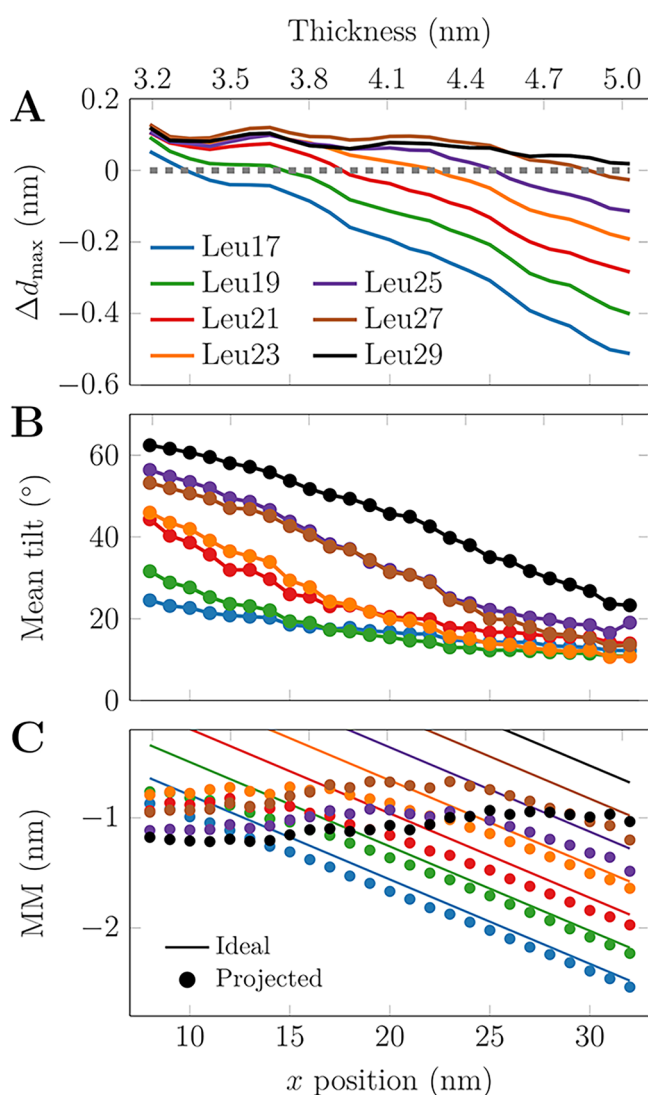 Thickness (nm)
3.2 3.5 3.8 4.1 4.4 4.7 5.0
A
0.2
0
−0.2
−0.4
−0.6
Δdmax (nm)
Leu17
Leu19 Leu25
Leu21 Leu27
Leu23 Leu29
B
60
40
20
0
Mean tilt (°)
C
−1
−2
MM (nm)
Ideal
Projected
10 15 20 25 30
x position (nm)